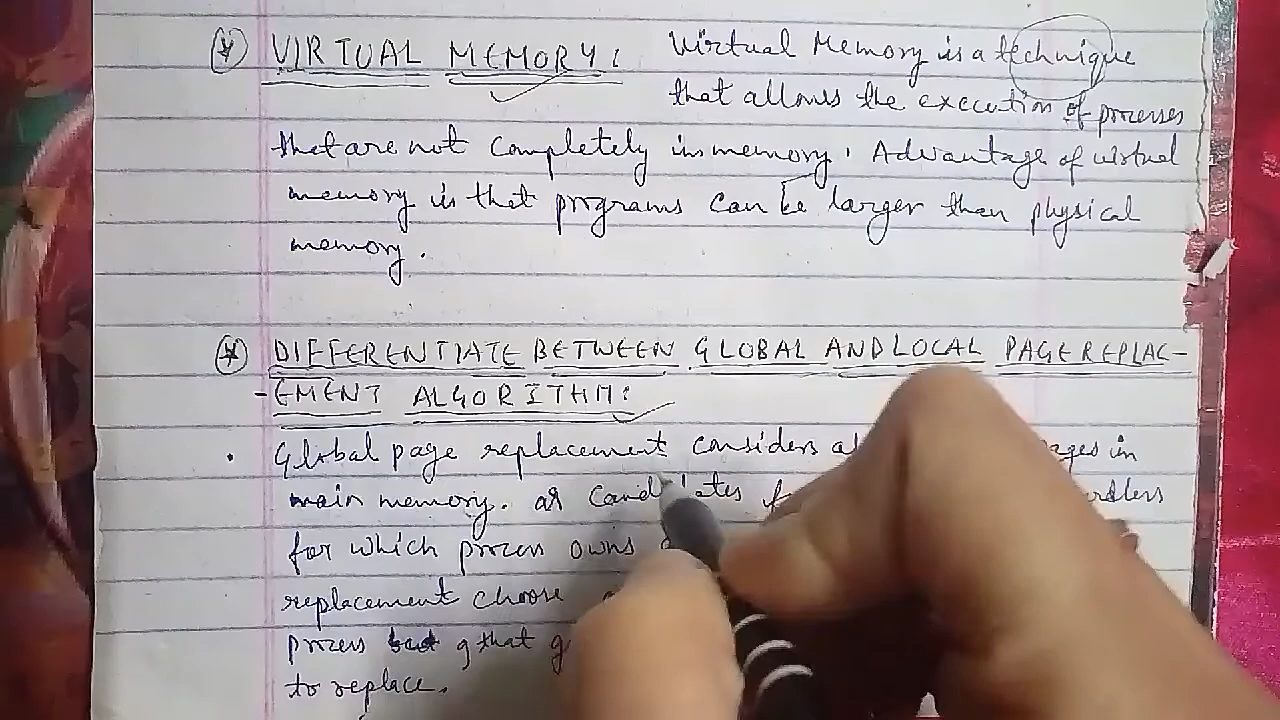 VIRTUAL MEMORY: Virtual Memory is a technique
that allows the execution of processes
that are not completely in memory. Advantage of virtual
memory is that programs can be larger than physical
memory.
DIFFERENTIATE BETWEEN GLOBAL AND LOCAL PAGE REPLAC-
-EMENT ALGORITHM:
• Global page replacement considers in
main memory. as candidates
for which process owns
replacement choose
process that
to replace.